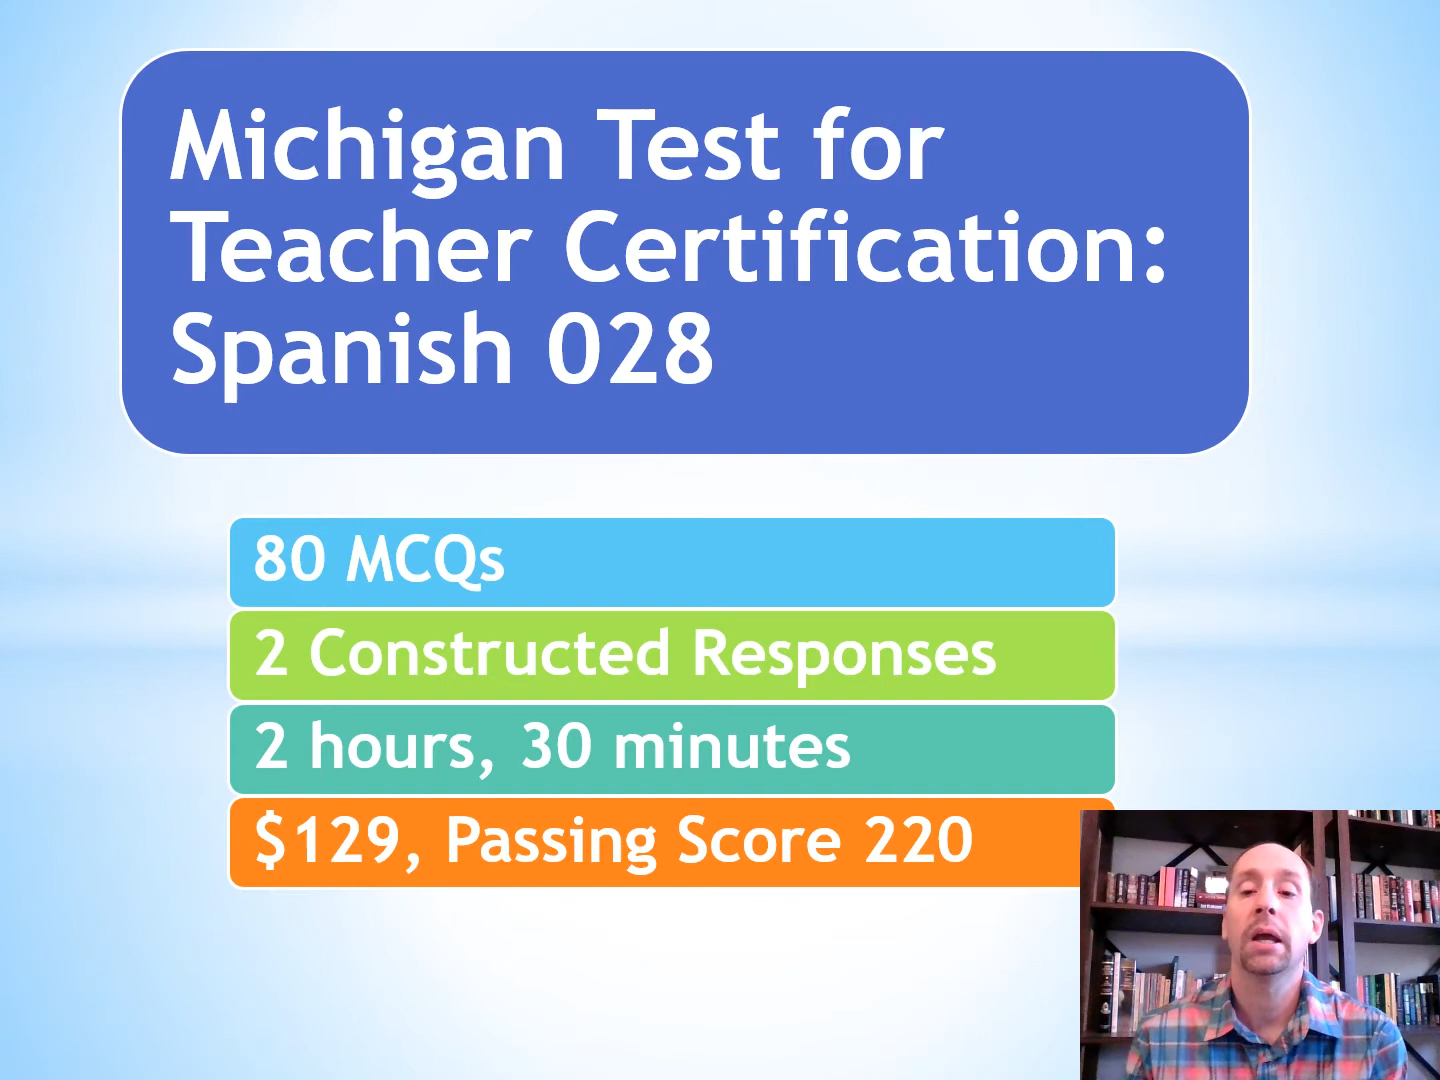 Michigan Test for
Teacher Certification:
Spanish 028
80 MCQs
2 Constructed Responses
2 hours, 30 minutes
$129, Passing Score 220